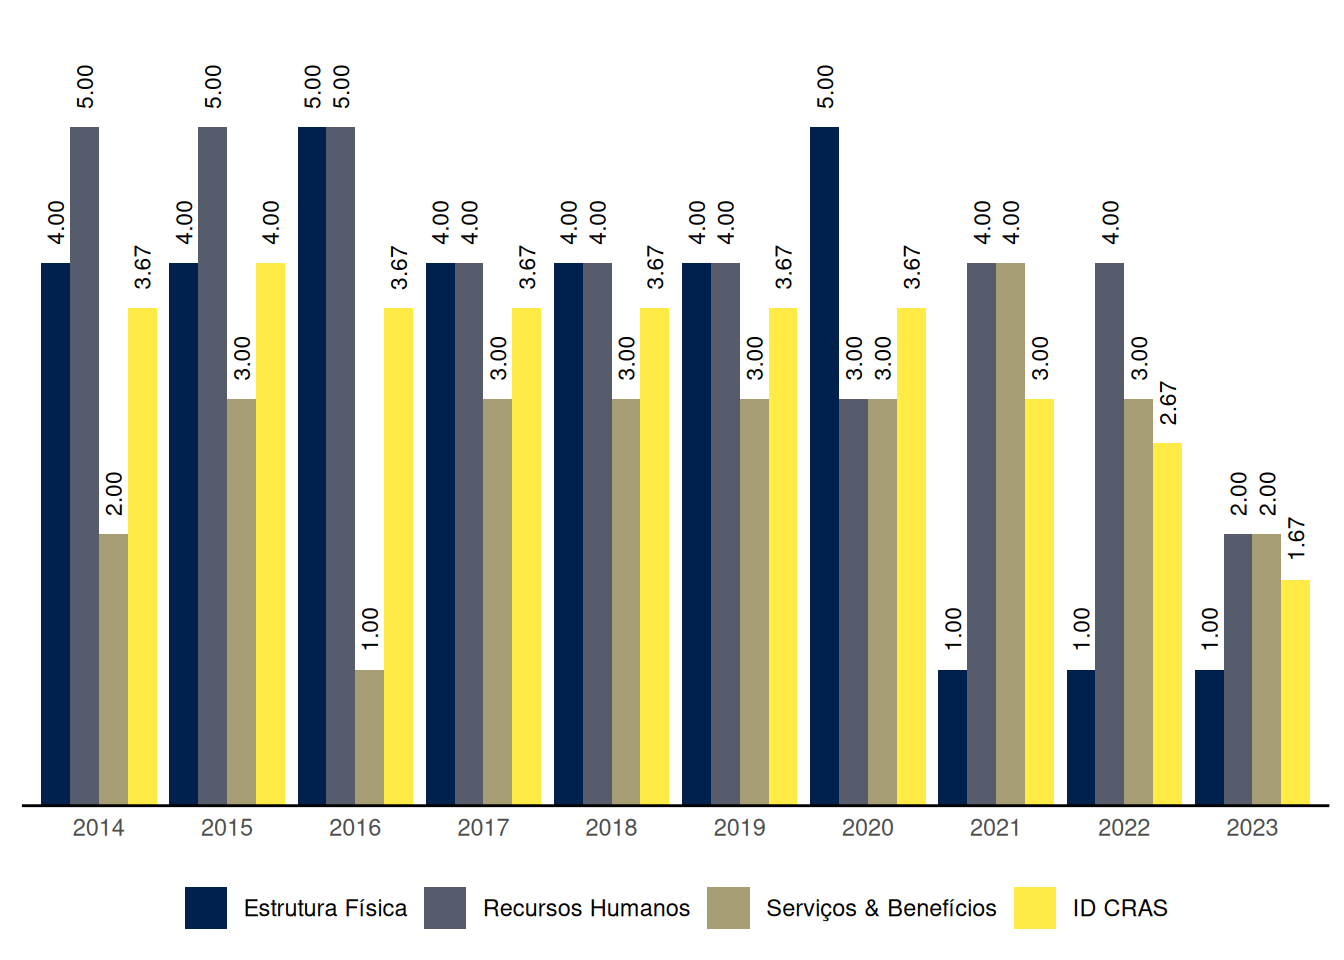 4.00 5.00 2.00 3.67 4.00 5.00 3.00 4.00 5.00 5.00 1.00 3.67 4.00 4.00 3.00 3.67 4.00 4.00 3.00 3.67 4.00 4.00 3.00 3.67 5.00 3.00 3.00 3.67 1.00 4.00 4.00 3.00 1.00 4.00 3.00 2.67 1.00 2.00 2.00 1.67
2014 2015 2016 2017 2018 2019 2020 2021 2022 2023
Estrutura Física Recursos Humanos Serviços & Benefícios ID CRAS